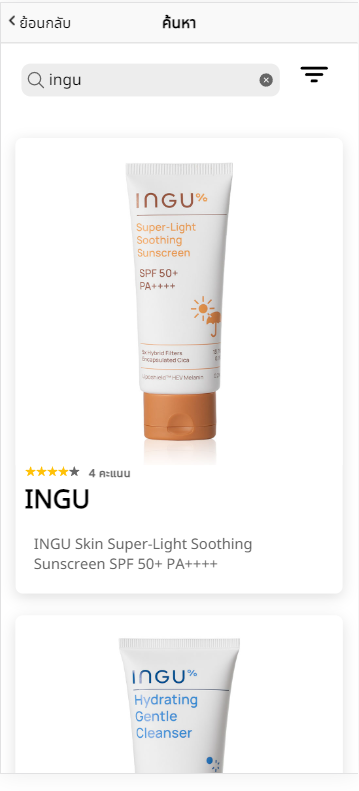 ย้อนกลับ
ค้นหา
ingu
INGU%
Super-Light
Soothing
Sunscreen
SPF 50+
PA++++
Encapsulated Cica
4 คะแนน
INGU
INGU Skin Super-Light Soothing
Sunscreen SPF 50+ PA++++
INGU%
Hydrating
Gentle
Cleanser